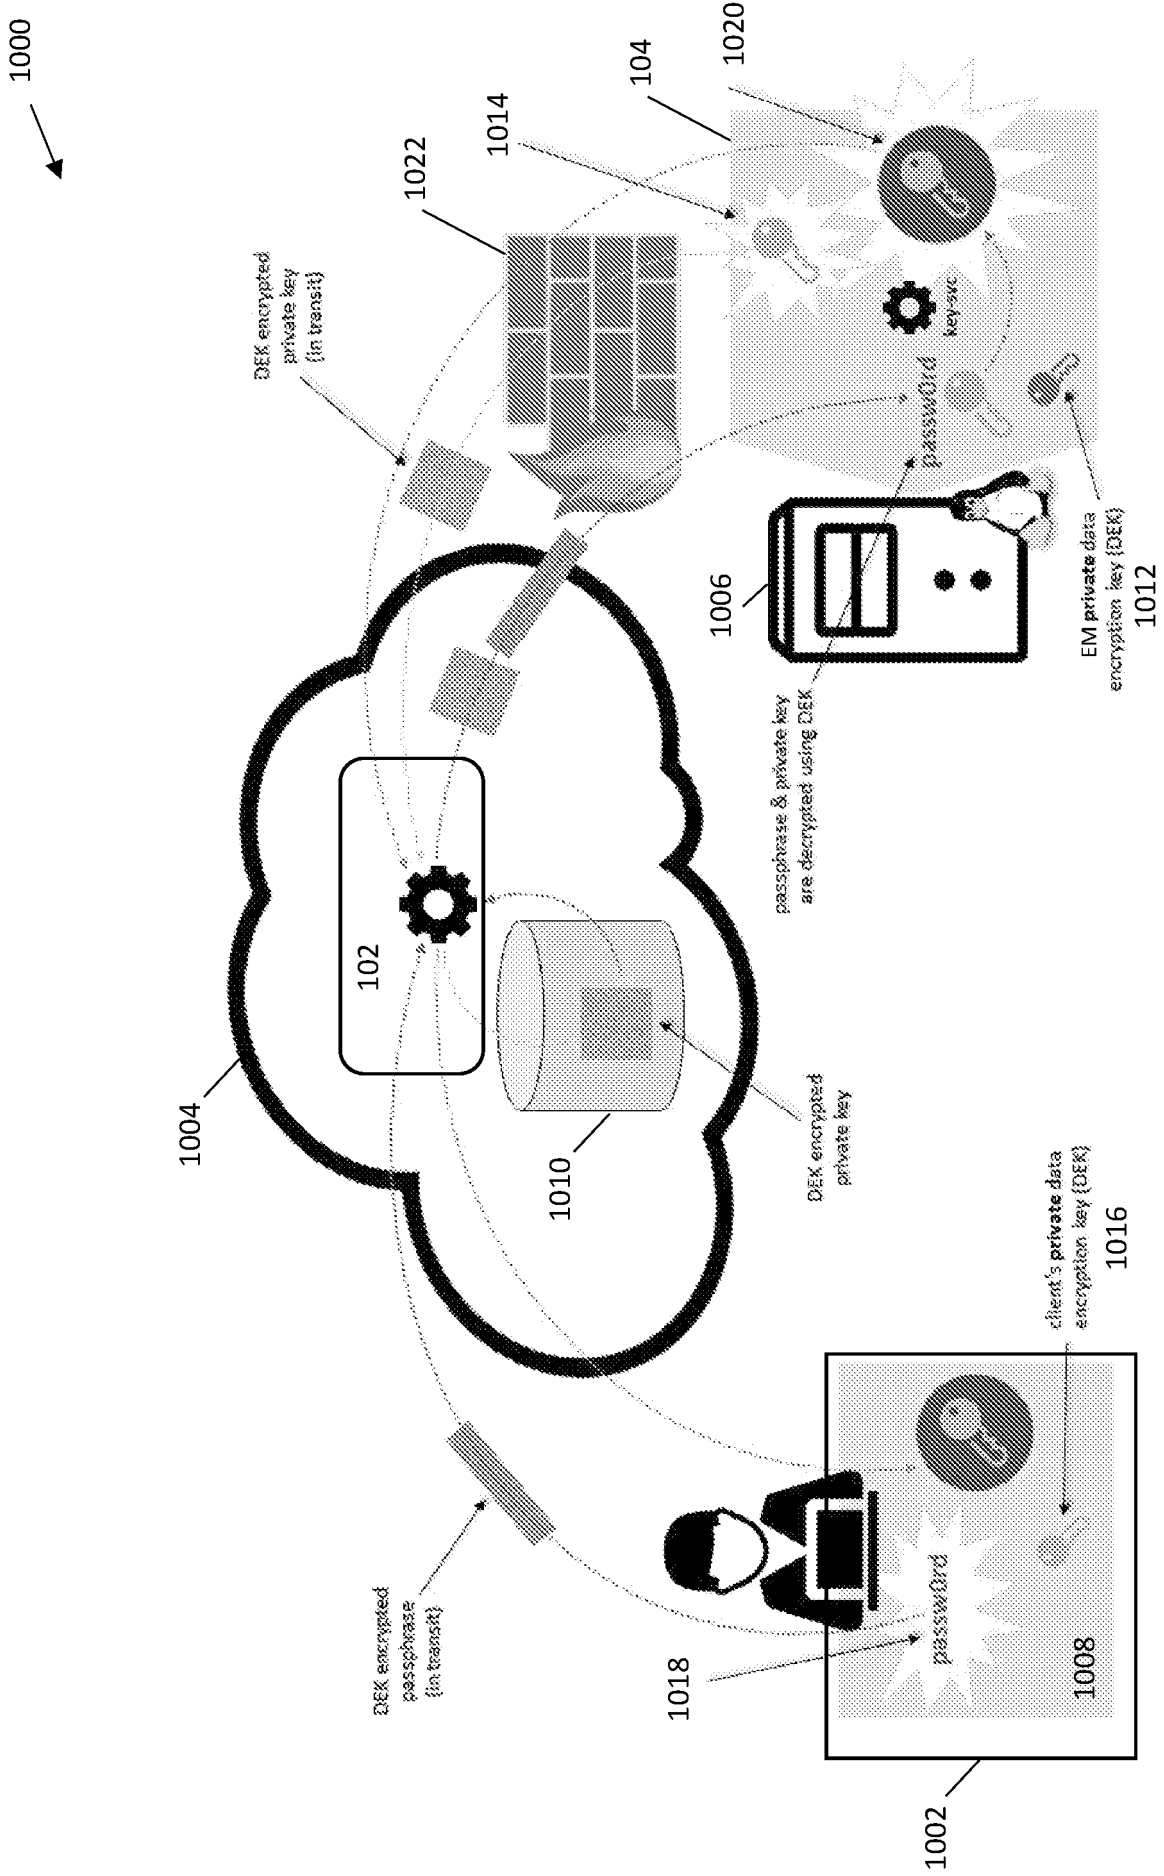 1000
DEK encrypted
private key
{in transit}
1022
1014
104
1020
key-svc
passw0rd
EM private data
encryption key {DEK}
1012
1006
passphrase & private key
are decrypted using DEK
1004
102
1010
DEK encrypted
private key
DEK encrypted
passphrase
{in transit}
1018
passw0rd
1008
client's private data
encryption key {DEK}
1016
1002